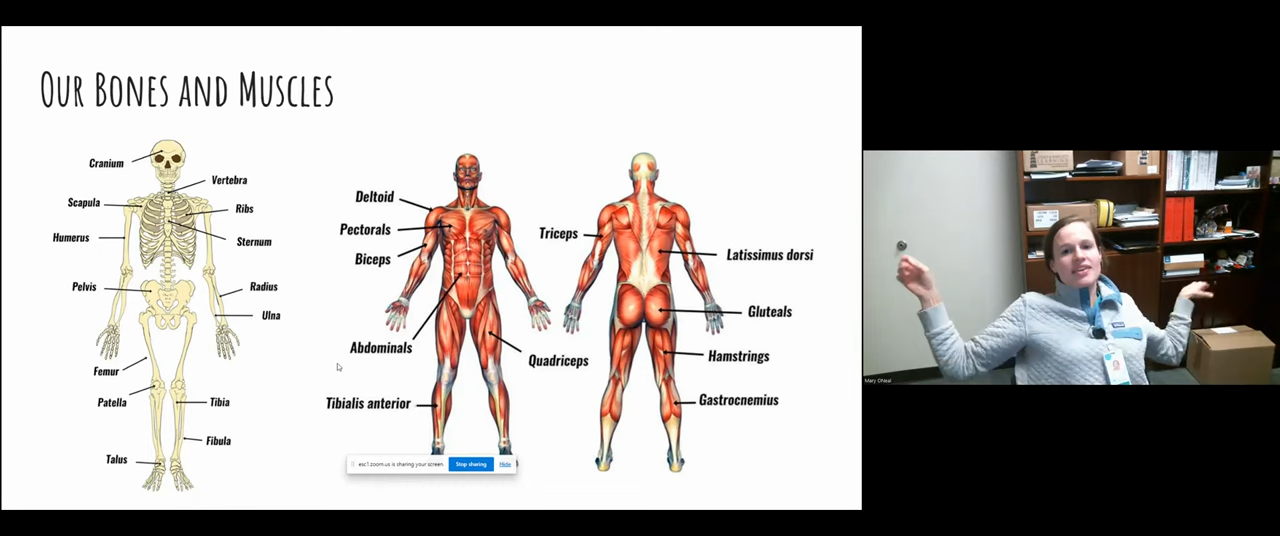 Our Bones and Muscles
Cranium
Vertebra
Scapula
Ribs
Humerus
Sternum
Pelvis
Radius
Ulna
Femur
Patella
Tibia
Fibula
Talus
Deltoid
Pectorals
Biceps
Abdominals
Quadriceps
Tibialis anterior
Triceps
Latissimus dorsi
Gluteals
Hamstrings
Gastrocnemius
esc1.zoom.us is sharing your screen.
Stop sharing
Hide
Mary ONeal